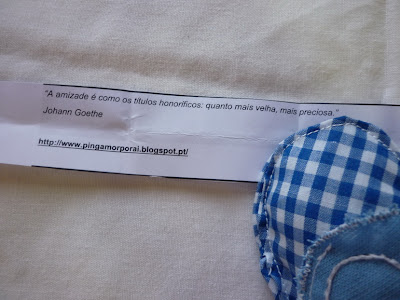 "A amizade é como os títulos honoríficos: quanto mais velha, mais preciosa."
Johann Goethe
http://www.pingamorporai.blogspot.pt/